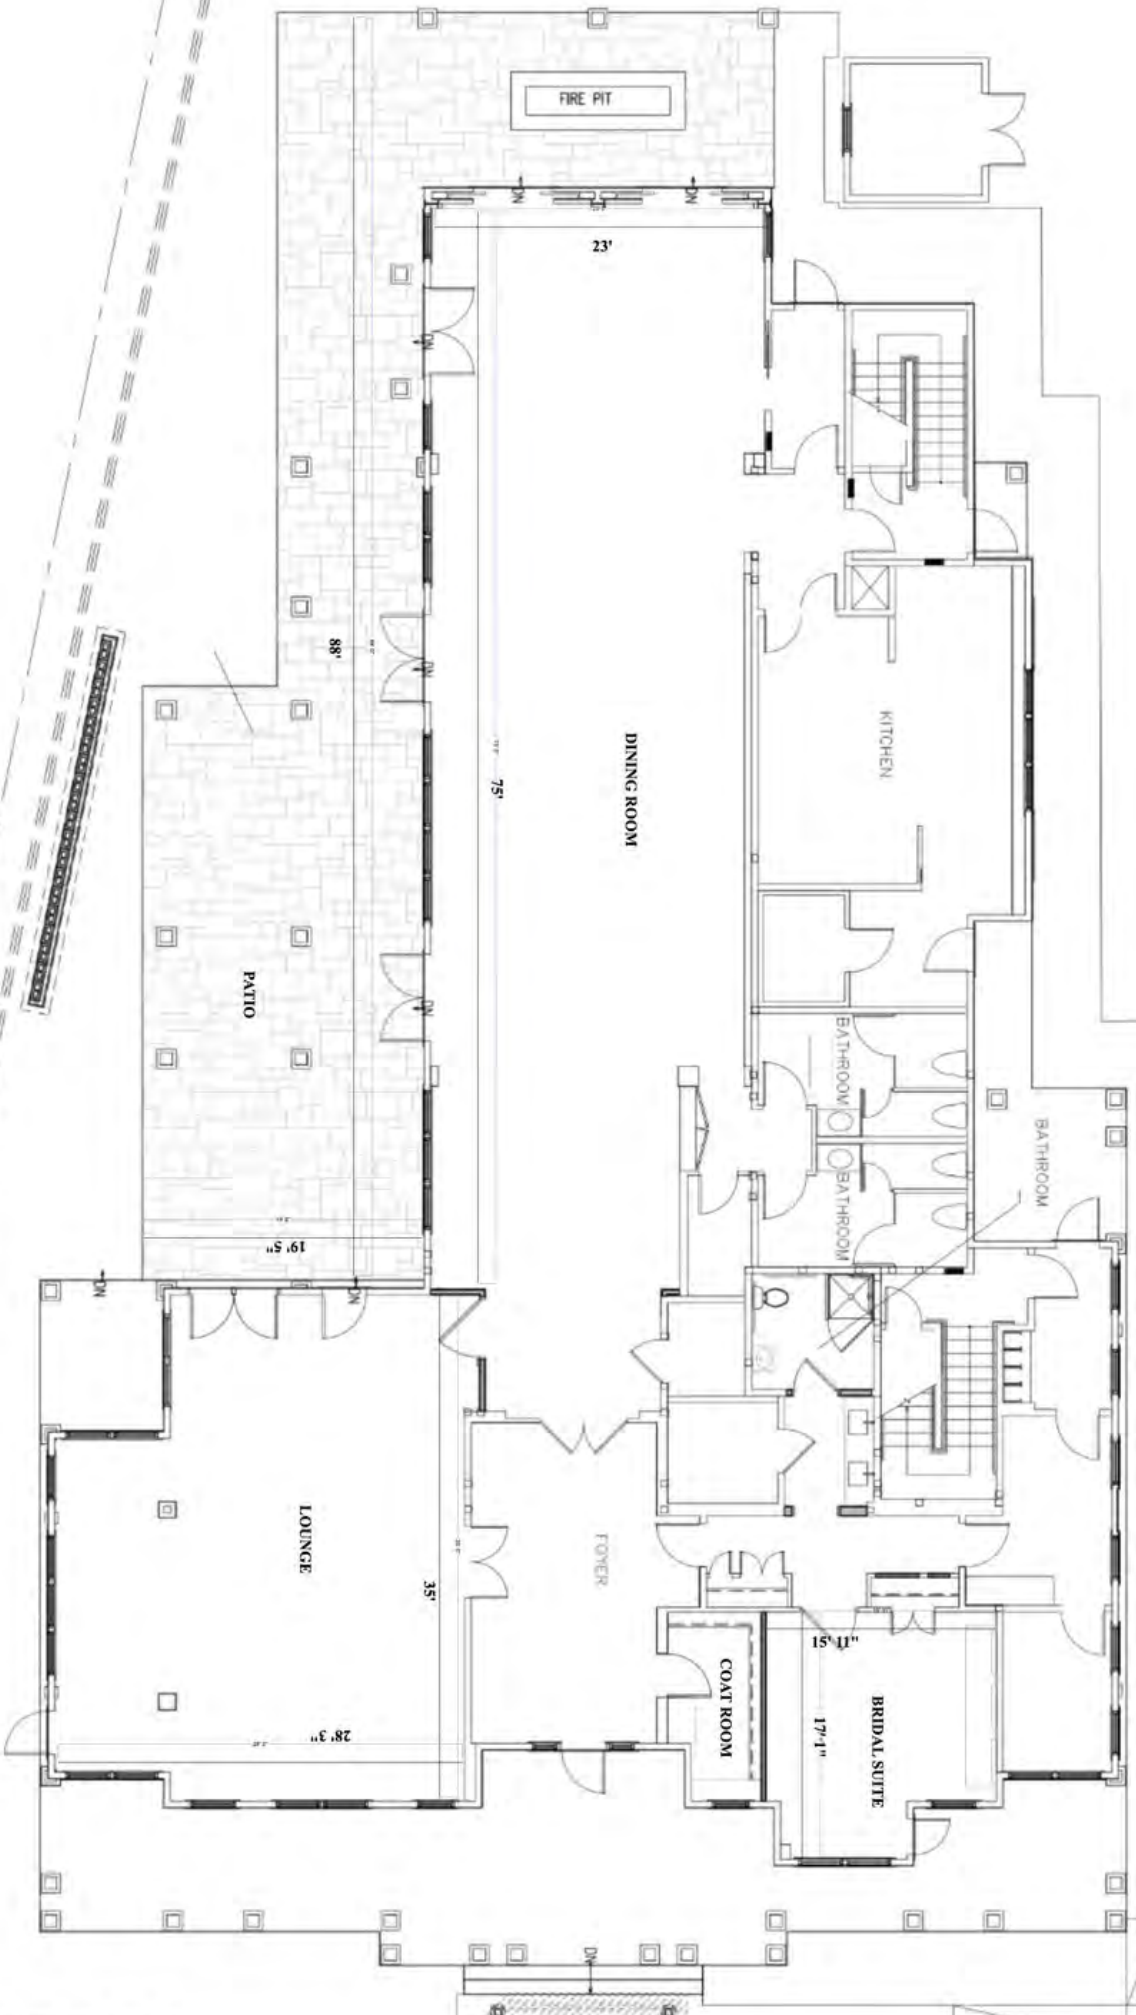 FIRE PIT
DN
DN
23'
DN
88'
DN
KITCHEN
DINING ROOM
75'
PATIO
DN
BATHROOM
BATHROOM
BATHROOM
19' 5"
DN
DN
LOUNGE
FOYER
35'
15' 11"
COAT ROOM
BRIDAL SUITE
17' 1"
28' 3"
DN